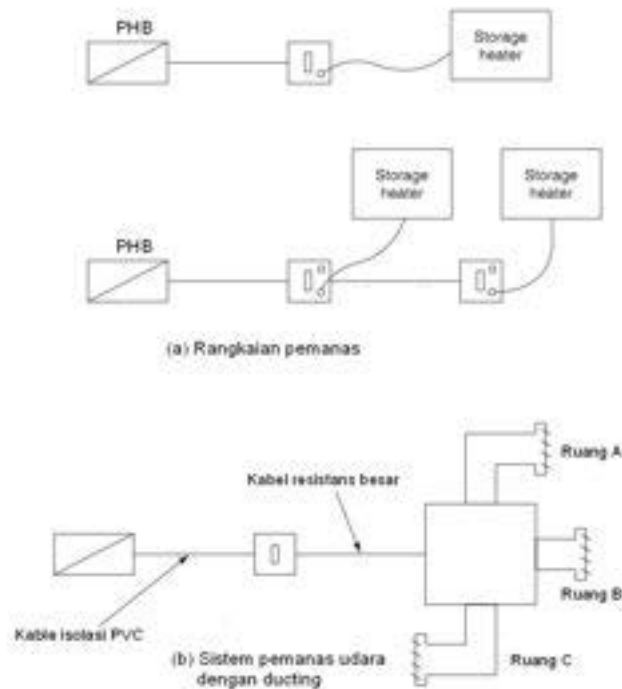 PHB
Storage
heater
Storage
heater
Storage
heater
PHB
(a) Rangkaian pemanas
Ruang A
Kabel resistans besar
Ruang B
Kable isolasi PVC
(b) Sistem pemanas udara
dengan ducting
Ruang C